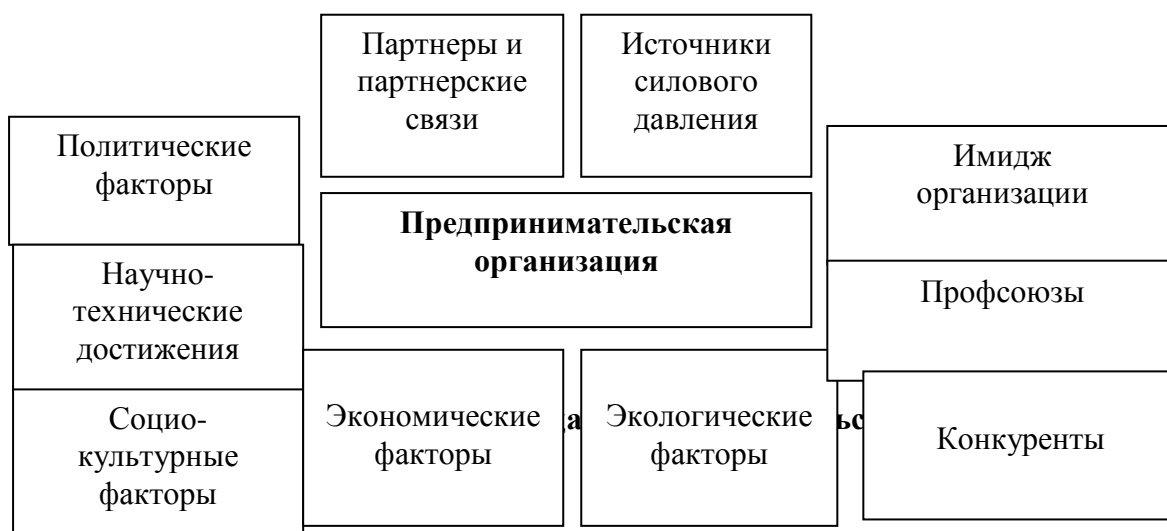 Партнеры и
партнерские
связи
Источники
силового
давления
Политические
факторы
Имидж
организации
Предпринимательская
организация
Научно-
технические
достижения
Профсоюзы
Социо-
культурные
факторы
Экономические
факторы
Экологические
факторы
Конкуренты